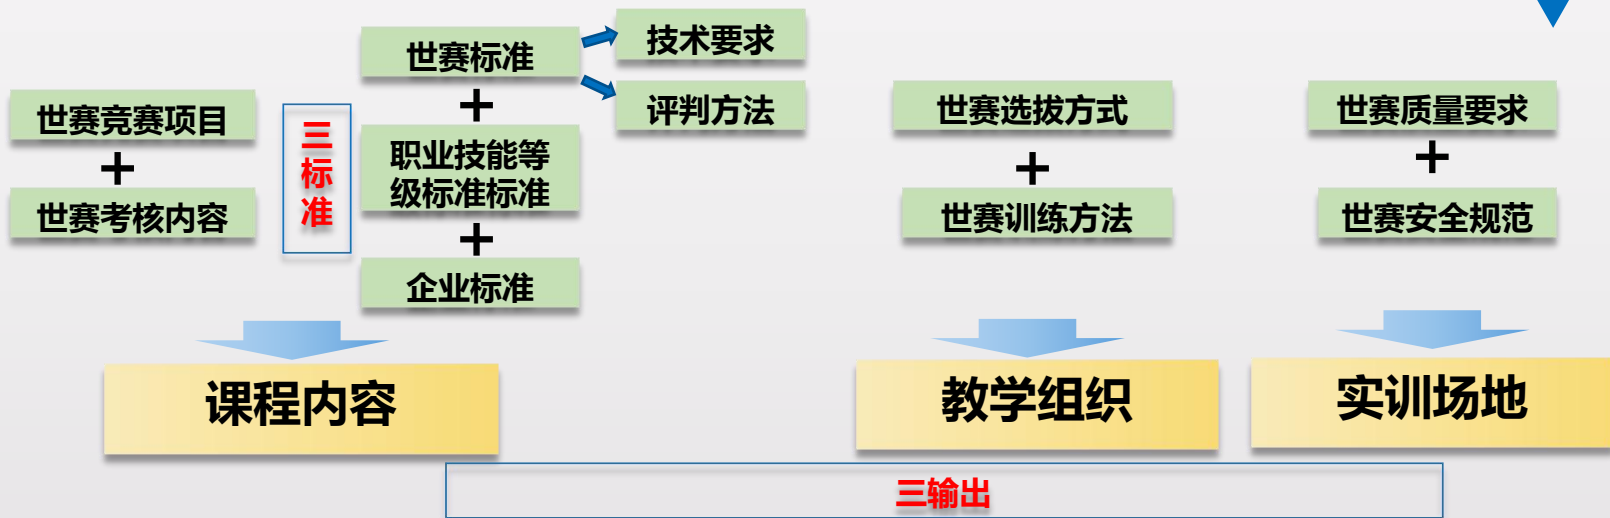 世赛竞赛项目
+
世赛考核内容
三
标
准
世赛标准
+
职业技能等
级标准标准
+
企业标准
技术要求
评判方法
课程内容
世赛选拔方式
+
世赛训练方法
教学组织
世赛质量要求
+
世赛安全规范
实训场地
三输出